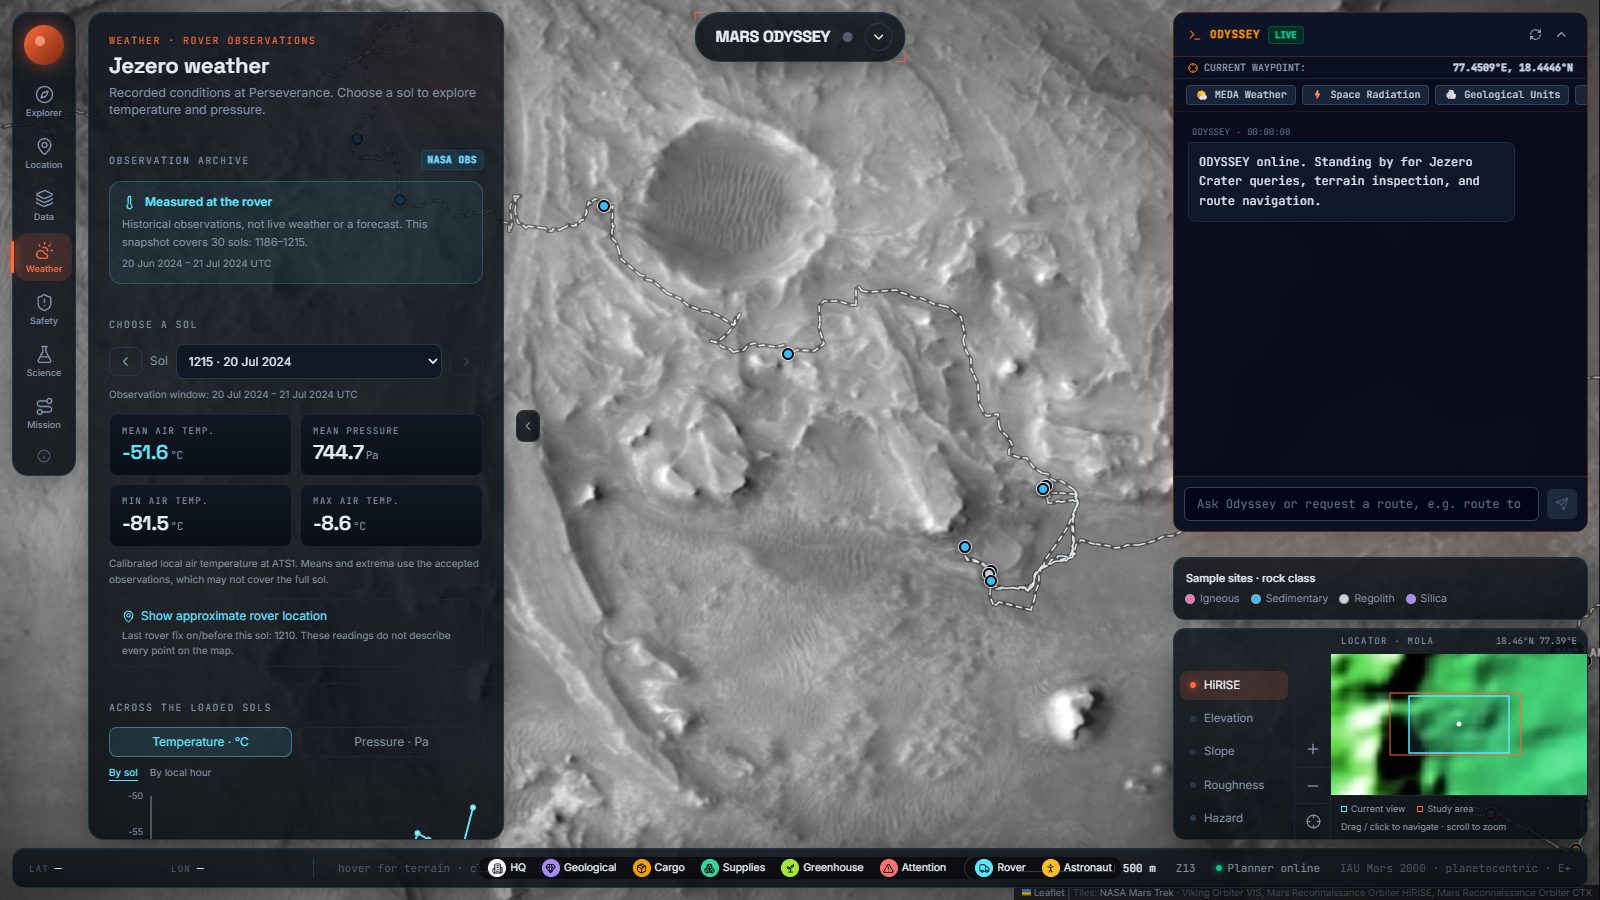 Explorer
Location
Data
Weather
Safety
Science
Mission
WEATHER · ROVER OBSERVATIONS
Jezero weather
Recorded conditions at Perseverance. Choose a sol to explore
temperature and pressure.
OBSERVATION ARCHIVE
NASA OBS
Measured at the rover
Historical observations, not live weather or a forecast. This
snapshot covers 30 sols: 1186–1215.
20 Jun 2024 – 21 Jul 2024 UTC
CHOOSE A SOL
Sol
1215 · 20 Jul 2024
Observation window: 20 Jul 2024 – 21 Jul 2024 UTC
MEAN AIR TEMP.
-51.6 °C
MEAN PRESSURE
744.7 Pa
MIN AIR TEMP.
-81.5 °C
MAX AIR TEMP.
-8.6 °C
Calibrated local air temperature at ATS1. Means and extrema use the accepted
observations, which may not cover the full sol.
Show approximate rover location
Last rover fix on/before this sol: 1210. These readings do not describe
every point on the map.
ACROSS THE LOADED SOLS
Temperature · °C
Pressure · Pa
By sol
By local hour
-50
-55
MARS ODYSSEY
ODYSSEY
LIVE
CURRENT WAYPOINT:
77.4509°E, 18.4446°N
MEDA Weather
Space Radiation
Geological Units
ODYSSEY · 00:00:00
ODYSSEY online. Standing by for Jezero
Crater queries, terrain inspection, and
route navigation.
Ask Odyssey or request a route, e.g. route to
Sample sites · rock class
Igneous
Sedimentary
Regolith
Silica
LOCATOR · MOLA
18.46°N 77.39°E
HiRISE
Elevation
Slope
Roughness
Hazard
Current view
Study area
Drag / click to navigate · scroll to zoom
LAT —
LON —
hover for terrain · c
HQ
Geological
Cargo
Supplies
Greenhouse
Attention
Rover
Astronaut
500 m
Z13
Planner online
IAU Mars 2000 · planetocentric · E+
Leaflet | Tiles: NASA Mars Trek · Viking Orbiter VIS, Mars Reconnaissance Orbiter HiRISE, Mars Reconnaissance Orbiter CTX